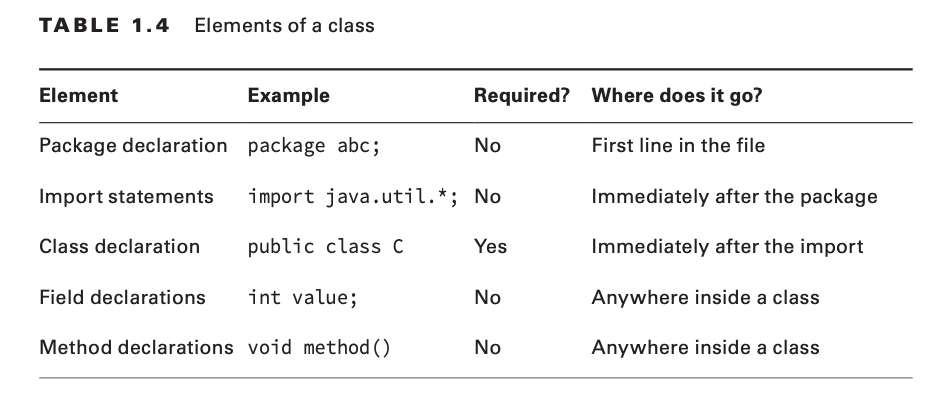 TABLE 1.4 Elements of a class
Element Example Required? Where does it go?
Package declaration package abc; No First line in the file
Import statements import java.util.*; No Immediately after the package
Class declaration public class C Yes Immediately after the import
Field declarations int value; No Anywhere inside a class
Method declarations void method() No Anywhere inside a class